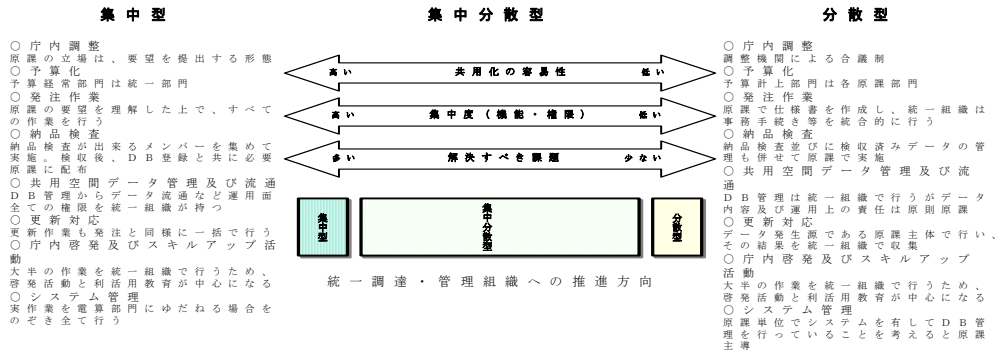 集中型
○庁内調整
原課の立場は、要望を提出する形態
○予算化
予算経常部門は統一部門
○発注作業
原課の要望を理解した上で、すべて
の作業を行う
○納品検査
納品検査が出来るメンバーを集めて
実施。検収後、DB登録と共に必要
原課に配布
○共用空間データ管理及び流通
DB管理からデータ流通など運用面
全ての権限を統一組織が持つ
○更新対応
更新作業も発注と同様に一括で行う
○庁内啓発及びスキルアップ活
動
大半の作業を統一組織で行うため、
啓発活動と利活用教育が中心になる
○システム管理
実作業を電算部門にゆだねる場合を
のぞき全て行う
集中分散型
高い 共用化の容易性 低い
高い 集中度(機能・権限) 低い
多い 解決すべき課題 少ない
集中型
集中分散型
分散型
統一調達・管理組織への推進方向
分散型
○庁内調整
調整機関による合議制
○予算化
予算計上部門は各原課部門
○発注作業
原課で仕様書を作成し、統一組織は
事務手続き等を統合的に行う
○納品検査
納品検査並びに検収済みデータの管
理も併せて原課で実施
○共用空間データ管理及び流
通
DB管理は統一組織で行うがデータ
内容及び運用上の責任は原則原課
○更新対応
データ発生源である原課主体で行い、
その結果を統一組織で収集
○庁内啓発及びスキルアップ
活動
大半の作業を統一組織で行うため、
啓発活動と利活用教育が中心になる
○システム管理
原課単位でシステムを有してDB管
理を行っていることを考えると原課
主導